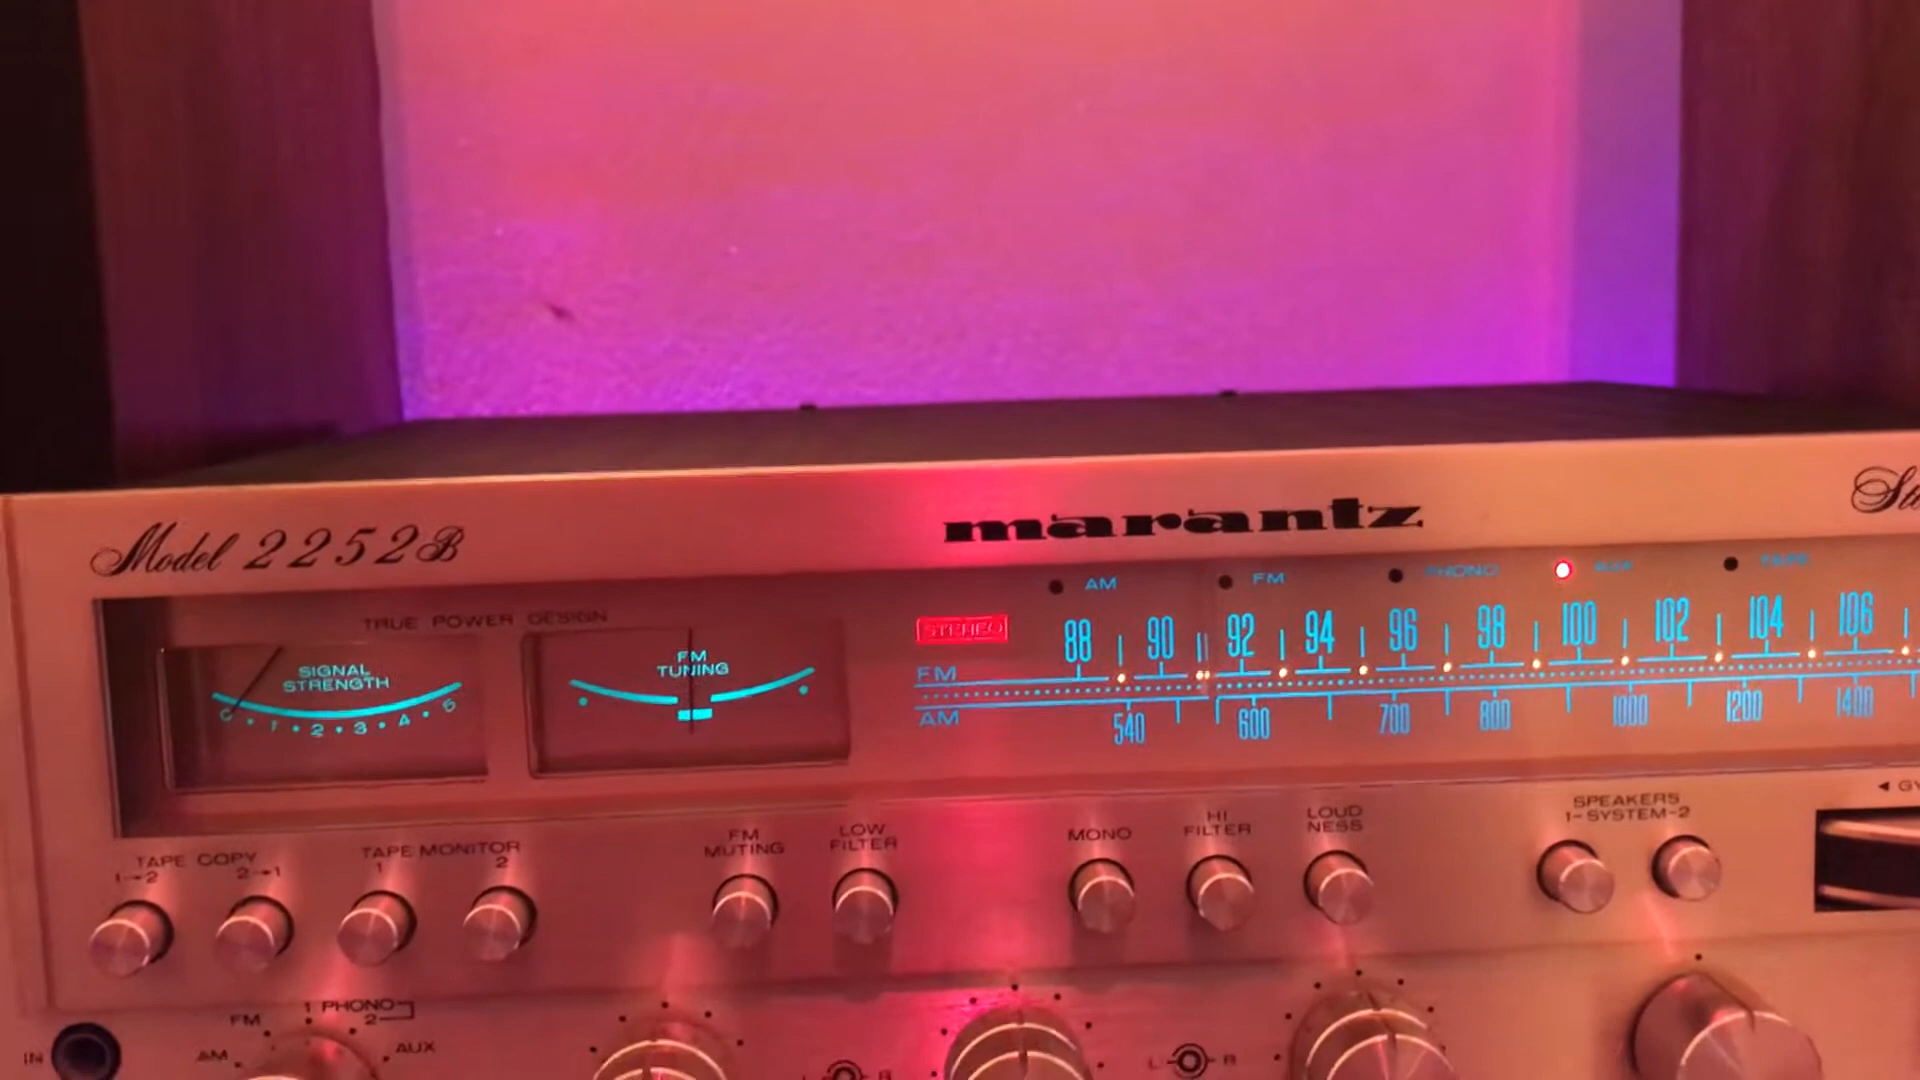 marantz
Model 2252B
TRUE POWER DESIGN
AM FM PHONO AUX TAPE
STEREO
SIGNAL
STRENGTH
0 1 2 3 4 5
FM
TUNING
88 90 92 94 96 98 100 102 104 106
FM
AM
540 600 700 800 1000 1200 1400
SPEAKERS
1-SYSTEM-2
TAPE COPY
1→2 2→1
TAPE MONITOR
1 2
FM
MUTING
LOW
FILTER
MONO
HI
FILTER
LOUD
NESS
1 PHONO
2
FM
AM
AUX
IN
L R